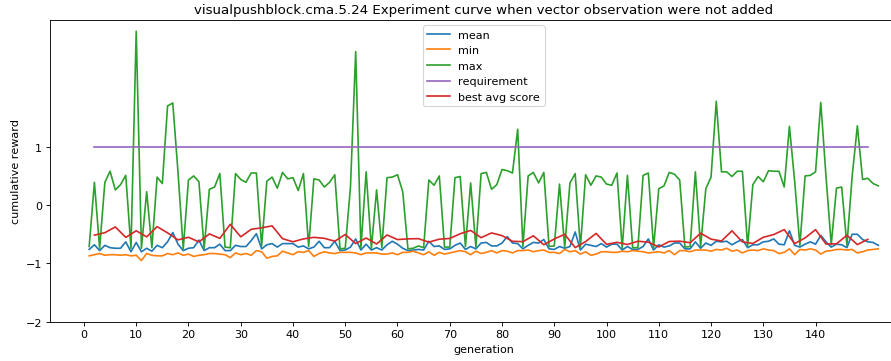 visualpushblock.cma.5.24 Experiment curve when vector observation were not added
mean
min
max
requirement
best avg score
cumulative reward
1
0
−1
−2
0 10 20 30 40 50 60 70 80 90 100 110 120 130 140
generation